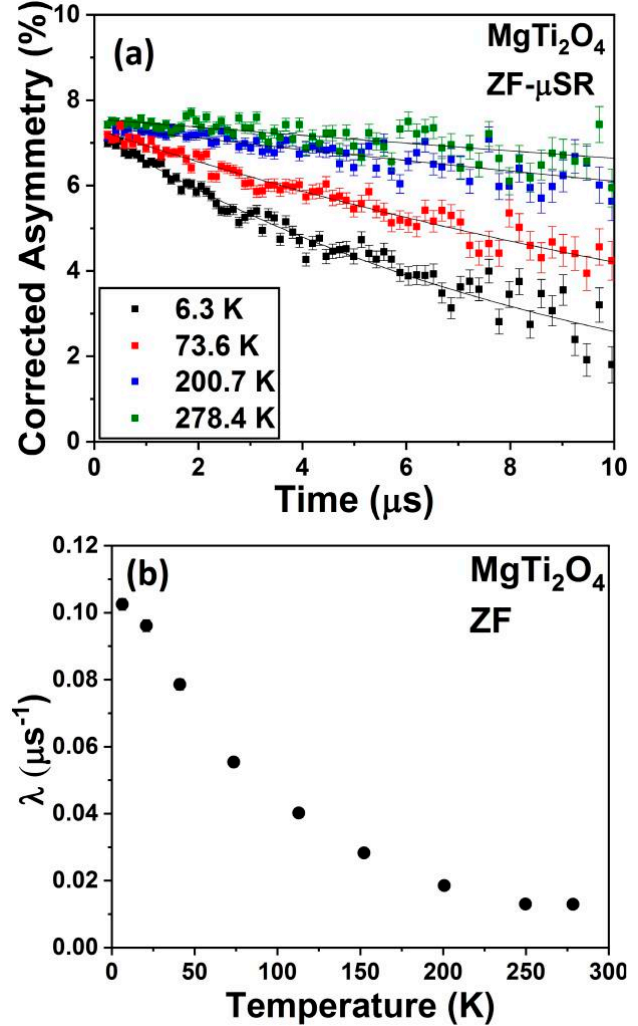 (a)
MgTi₂O₄
ZF-μSR
Corrected Asymmetry (%)
10
8
6
4
2
0
6.3 K
73.6 K
200.7 K
278.4 K
0
2
4
6
8
10
Time (μs)
(b)
MgTi₂O₄
ZF
λ (μs⁻¹)
0.12
0.10
0.08
0.06
0.04
0.02
0.00
0
50
100
150
200
250
300
Temperature (K)